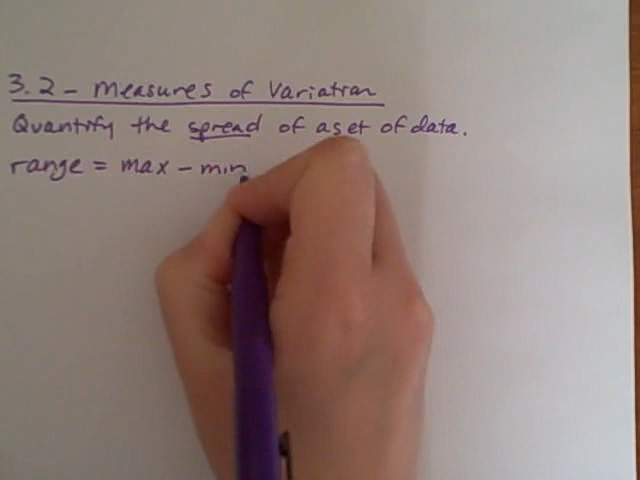 3.2 - Measures of Variation
Quantify the spread of a set of data.
range = max - min